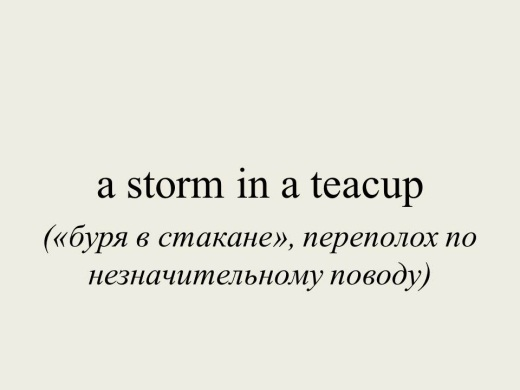 a storm in a teacup
(«буря в стакане», переполох по
незначительному поводу)